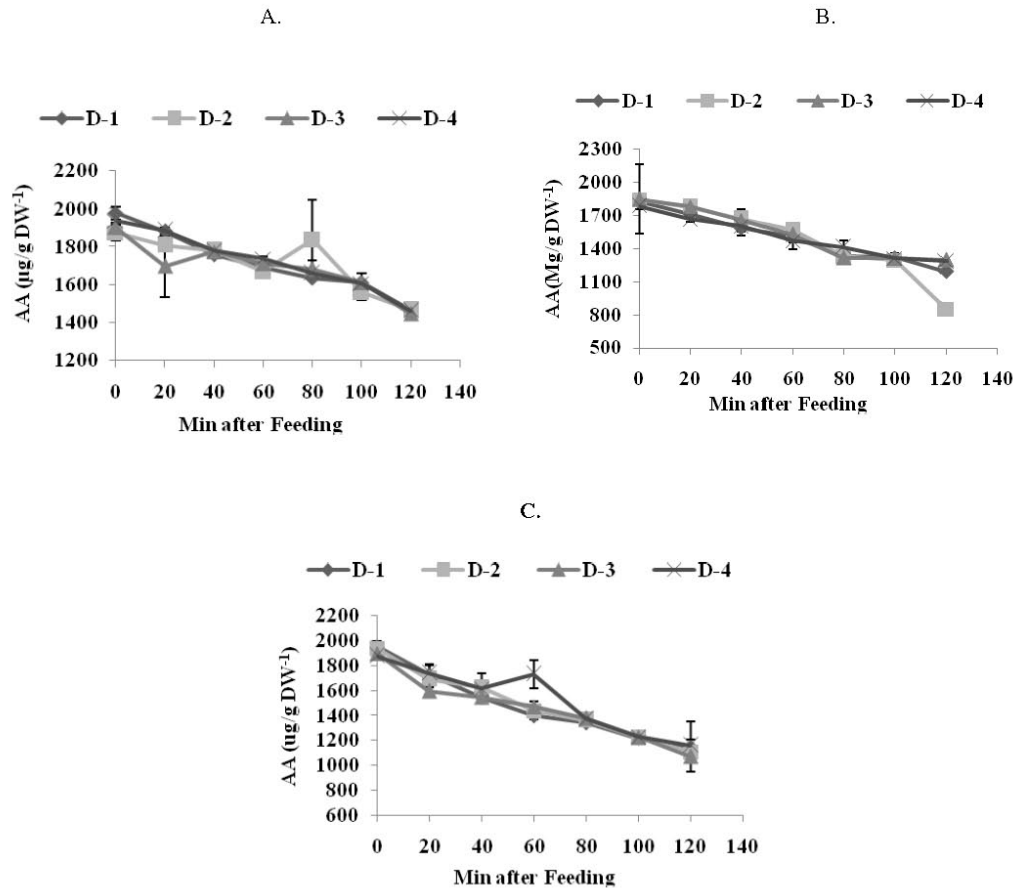 A.
D-1 D-2 D-3 D-4
2200
2000
1800
1600
1400
1200
AA (µg/g DW-1)
0 20 40 60 80 100 120 140
Min after Feeding
B.
D-1 D-2 D-3 D-4
2300
2000
1700
1400
1100
800
500
AA(Mg/g DW-1)
0 20 40 60 80 100 120 140
Min after Feeding
C.
D-1 D-2 D-3 D-4
2200
2000
1800
1600
1400
1200
1000
800
600
AA (ug/g DW-1)
0 20 40 60 80 100 120 140
Min after Feeding